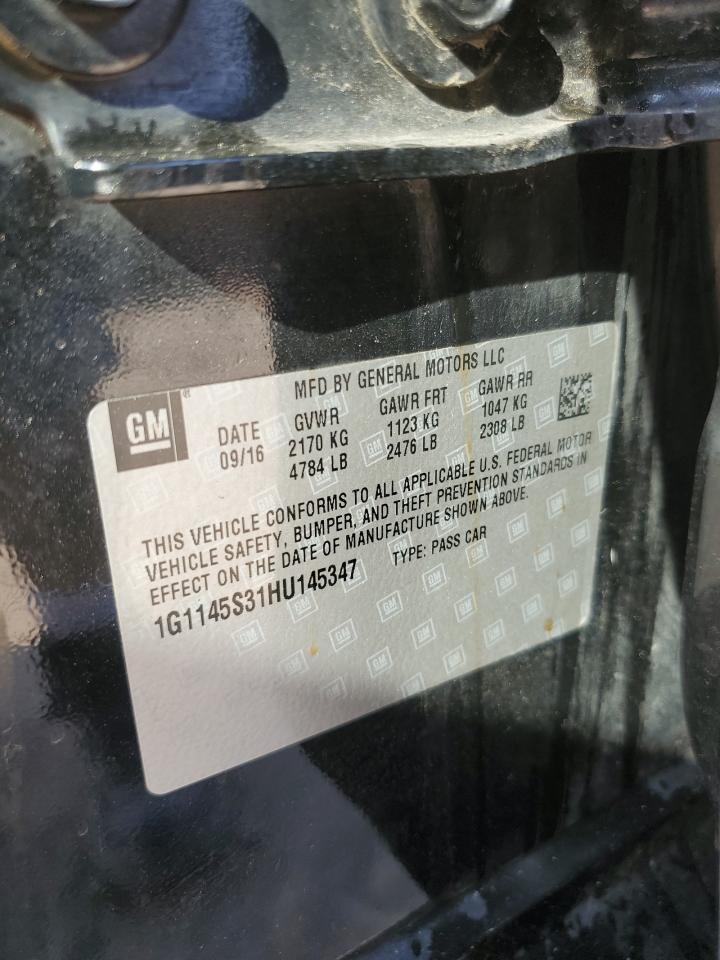 MFD BY GENERAL MOTORS LLC
GM®
DATE GVWR GAWR FRT GAWR RR
09/16 2170 KG 1123 KG 1047 KG
4784 LB 2476 LB 2308 LB
THIS VEHICLE CONFORMS TO ALL APPLICABLE U.S. FEDERAL MOTOR
VEHICLE SAFETY, BUMPER, AND THEFT PREVENTION STANDARDS IN
EFFECT ON THE DATE OF MANUFACTURE SHOWN ABOVE.
1G1145S31HU145347 TYPE: PASS CAR